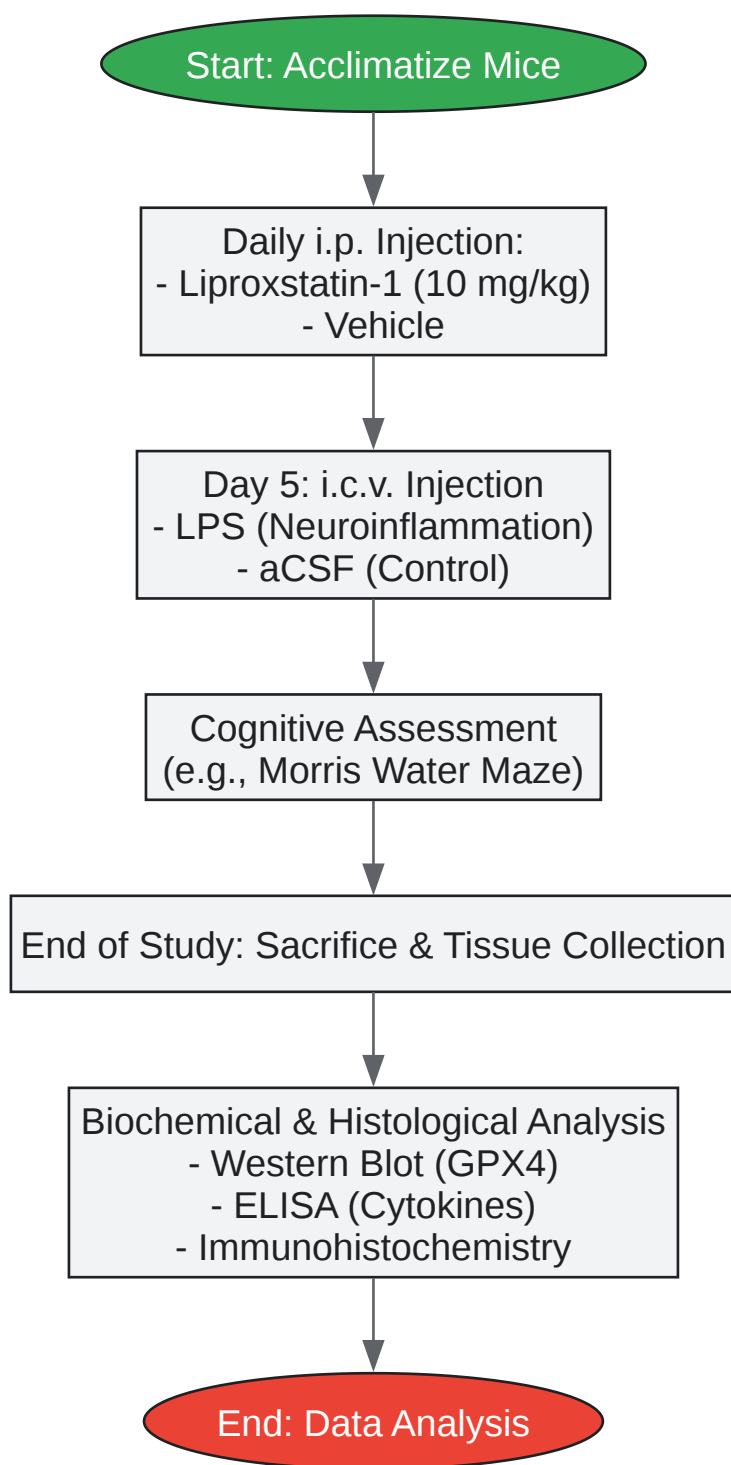 Start: Acclimatize Mice
Daily i.p. Injection:
- Liproxstatin-1 (10 mg/kg)
- Vehicle
Day 5: i.c.v. Injection
- LPS (Neuroinflammation)
- aCSF (Control)
Cognitive Assessment
(e.g., Morris Water Maze)
End of Study: Sacrifice & Tissue Collection
Biochemical & Histological Analysis
- Western Blot (GPX4)
- ELISA (Cytokines)
- Immunohistochemistry
End: Data Analysis